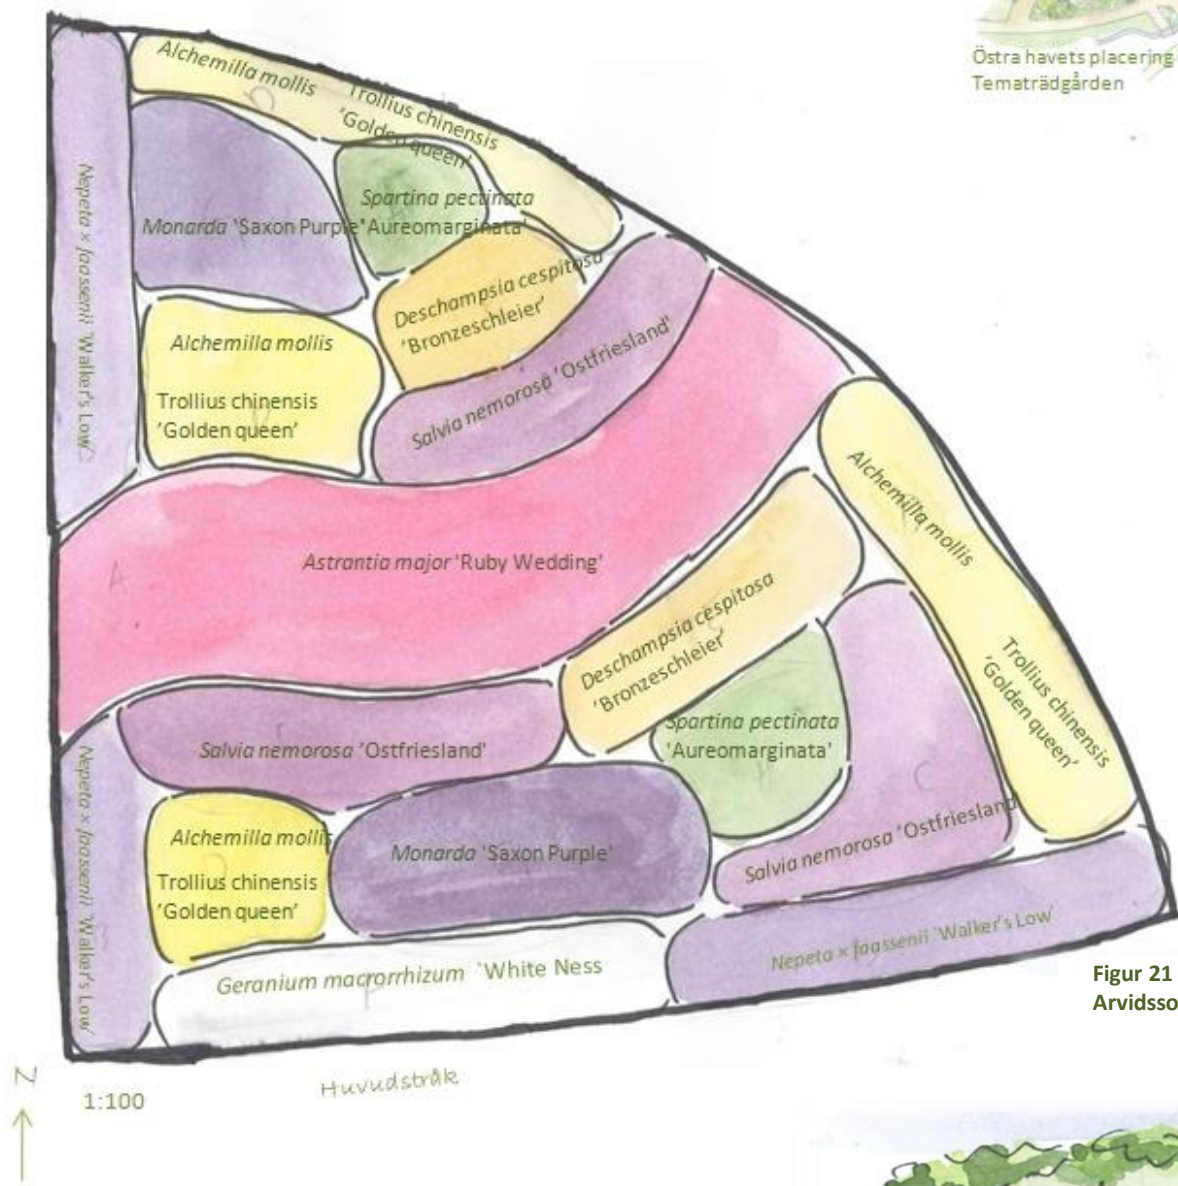 Östra havets placering
Tematrädgården
Alchemilla mollis
Trollius chinensis
'Golden queen'
Nepeta × faassenii 'Walker's Low'
Spartina pectinata
'Aureomarginata'
Monarda 'Saxon Purple'
Deschampsia cespitosa
'Bronzeschleier'
Alchemilla mollis
Trollius chinensis
'Golden queen'
Salvia nemorosa 'Ostfriesland'
Alchemilla mollis
Astrantia major 'Ruby Wedding'
A
Deschampsia cespitosa
'Bronzeschleier'
Trollius chinensis
'Golden queen'
Spartina pectinata
'Aureomarginata'
Salvia nemorosa 'Ostfriesland'
C
Nepeta × faassenii 'Walker's Low
Alchemilla mollis
Trollius chinensis
'Golden queen'
Monarda 'Saxon Purple'
Salvia nemorosa 'Ostfriesland'
Nepeta × faassenii `Walker's Low
Geranium macrorrhizum `White Ness
Figur 21
Arvidsso
N
1:100
Huvudstråk